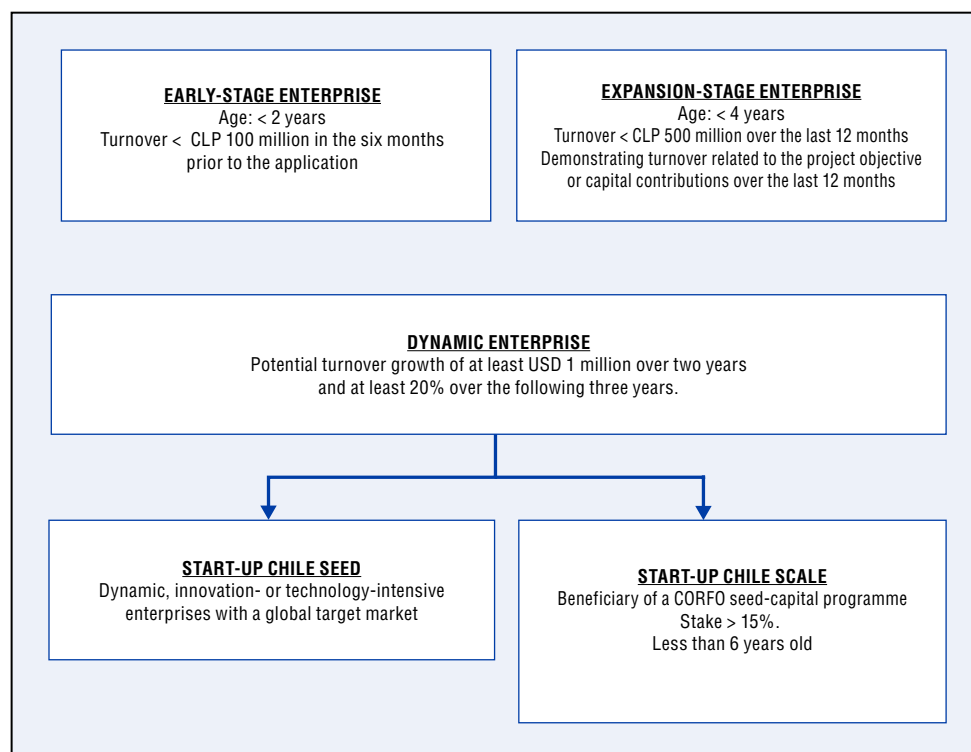 EARLY-STAGE ENTERPRISE
Age: < 2 years
Turnover < CLP 100 million in the six months
prior to the application
EXPANSION-STAGE ENTERPRISE
Age: < 4 years
Turnover < CLP 500 million over the last 12 months
Demonstrating turnover related to the project objective
or capital contributions over the last 12 months
DYNAMIC ENTERPRISE
Potential turnover growth of at least USD 1 million over two years
and at least 20% over the following three years.
START-UP CHILE SEED
Dynamic, innovation- or technology-intensive
enterprises with a global target market
START-UP CHILE SCALE
Beneficiary of a CORFO seed-capital programme
Stake > 15%.
Less than 6 years old